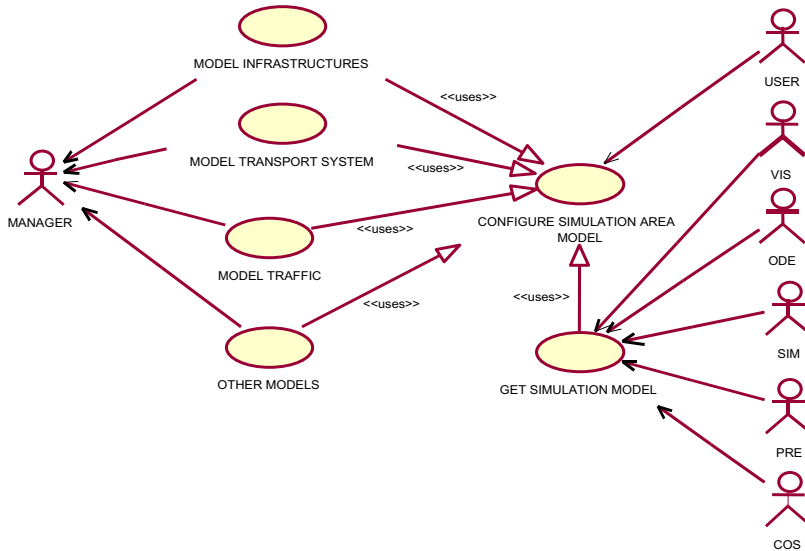 USER
MODEL INFRASTRUCTURES
<<uses>>
MODEL TRANSPORT SYSTEM
<<uses>>
VIS
MANAGER
CONFIGURE SIMULATION AREA
MODEL
<<uses>>
MODEL TRAFFIC
ODE
<<uses>>
<<uses>>
SIM
OTHER MODELS
GET SIMULATION MODEL
PRE
COS